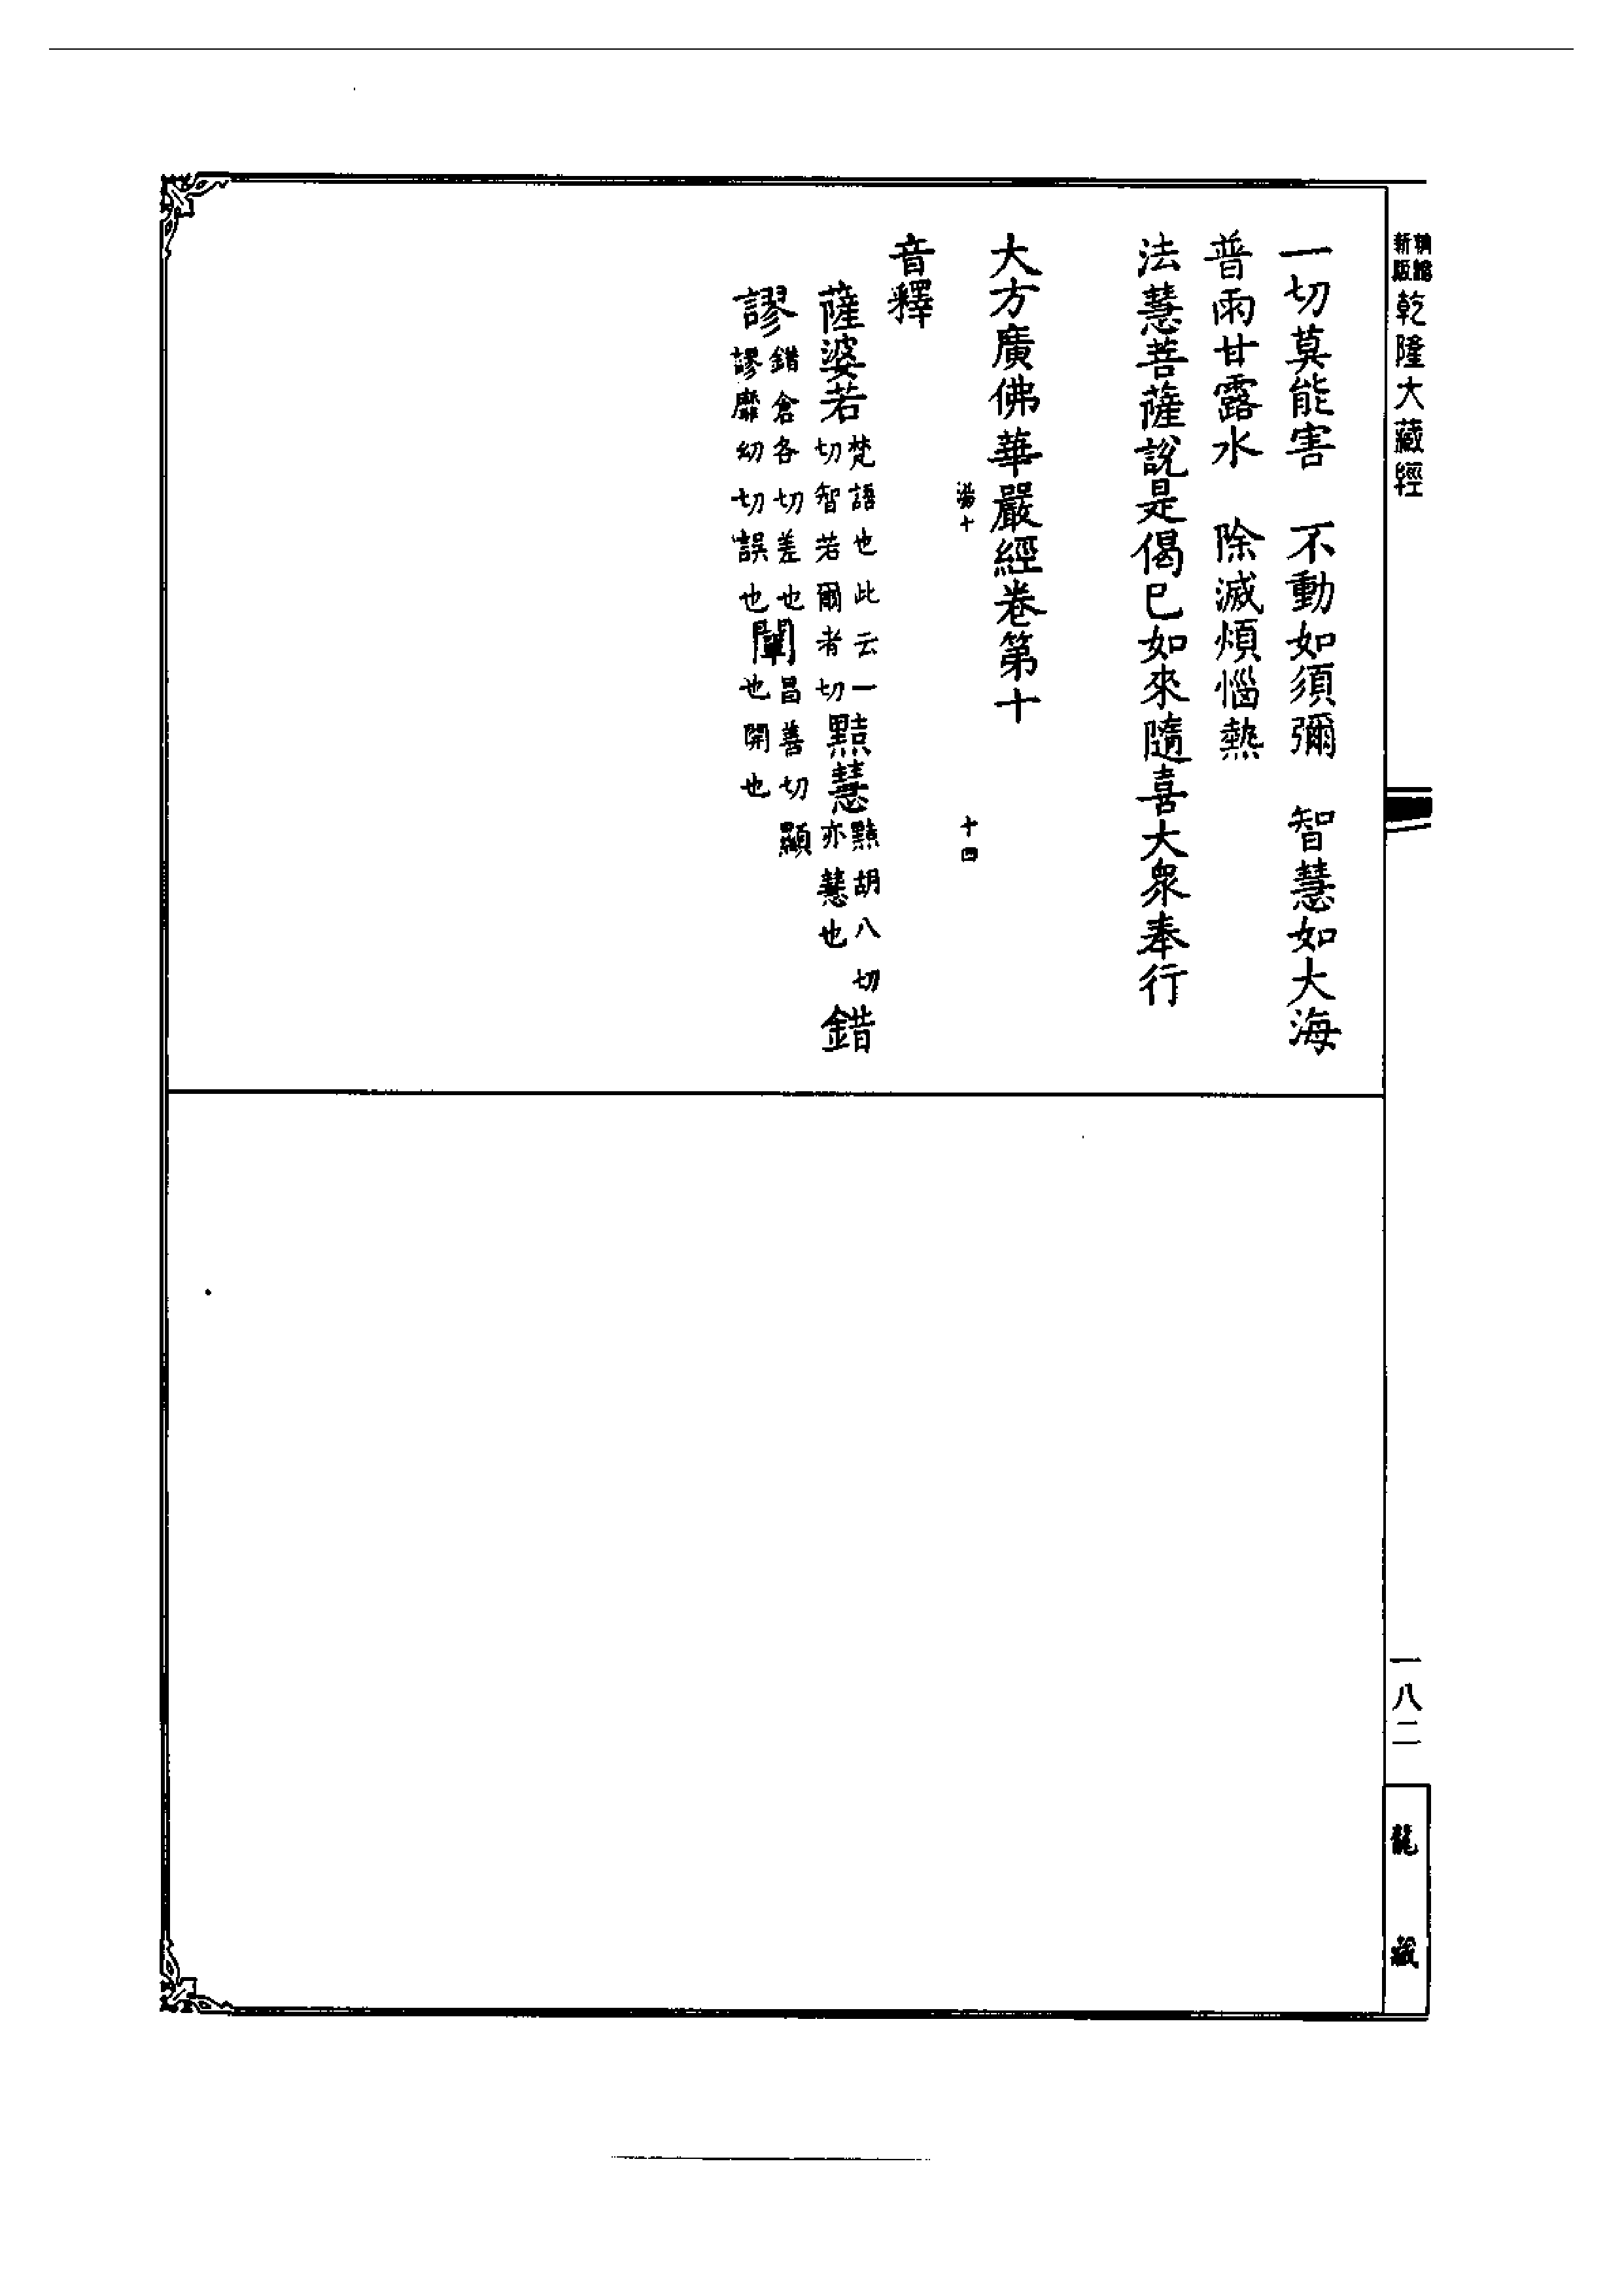 新版乾隆大藏經
一切莫能害　不動如須彌　智慧如大海
普雨甘露水　除滅煩惱熱
法慧菩薩說是偈已如來隨喜大眾奉行
大方廣佛華嚴經卷第十
湯十　十四
音釋
薩婆若梵語也此云一切智若爾者切黠慧黠胡八切亦慧也錯
謬錯倉各切差也謬靡幼切誤也闡昌善切顯也開也
一八二
龍藏